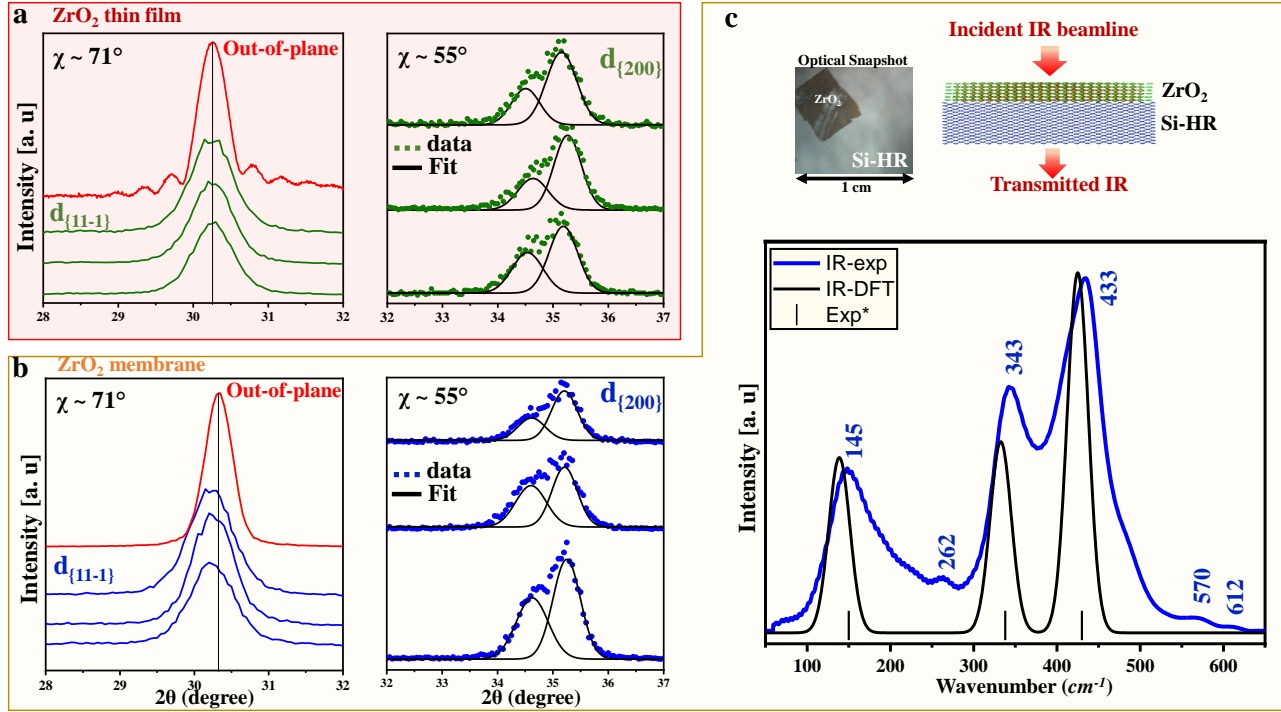 a
ZrO₂ thin film
χ ~ 71°
Out-of-plane
d{11-1}
Intensity [a. u]
28 29 30 31 32
χ ~ 55°
d{200}
data
Fit
32 33 34 35 36 37
b
ZrO₂ membrane
χ ~ 71°
Out-of-plane
d{11-1}
Intensity [a. u]
28 29 30 31 32
2θ (degree)
χ ~ 55°
d{200}
data
Fit
32 33 34 35 36 37
2θ (degree)
c
Optical Snapshot
ZrO₂
Si-HR
1 cm
Incident IR beamline
ZrO₂
Si-HR
Transmitted IR
IR-exp
IR-DFT
Exp*
145
262
343
433
570
612
Intensity [a. u]
100 200 300 400 500 600
Wavenumber (cm⁻¹)